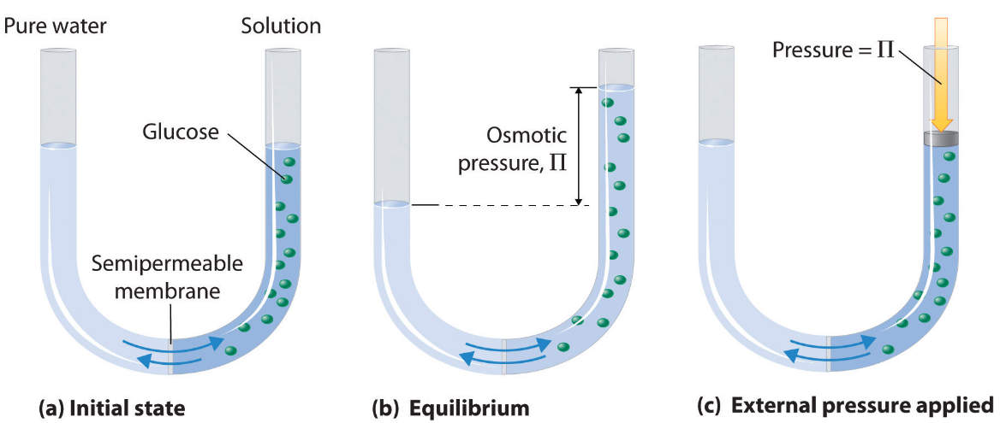 Pure water
Solution
Glucose
Semipermeable
membrane
(a) Initial state
Osmotic
pressure, Π
(b) Equilibrium
Pressure = Π
(c) External pressure applied